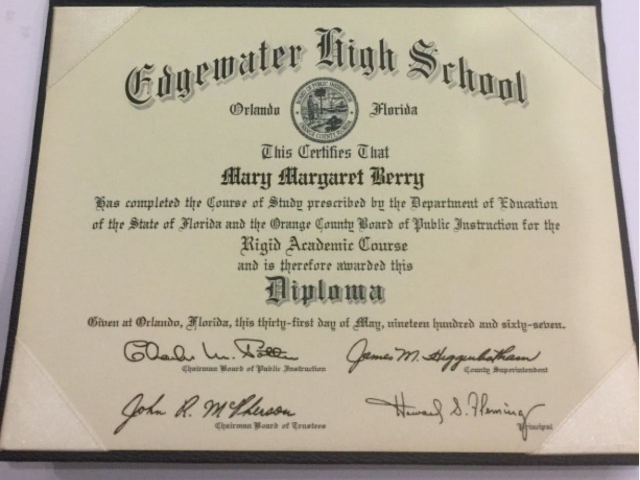 Edgewater High School
Orlando Florida
This Certifies That
Mary Margaret Berry
Has completed the Course of Study prescribed by the Department of Education
of the State of Florida and the Orange County Board of Public Instruction for the
Rigid Academic Course
and is therefore awarded this
Diploma
Given at Orlando, Florida, this thirty-first day of May, nineteen hundred and sixty-seven.
James M. Higginbotham
Chairman Board of Public Instruction County Superintendent
John R. McPherson Howard S. Fleming
Chairman Board of Trustees Principal